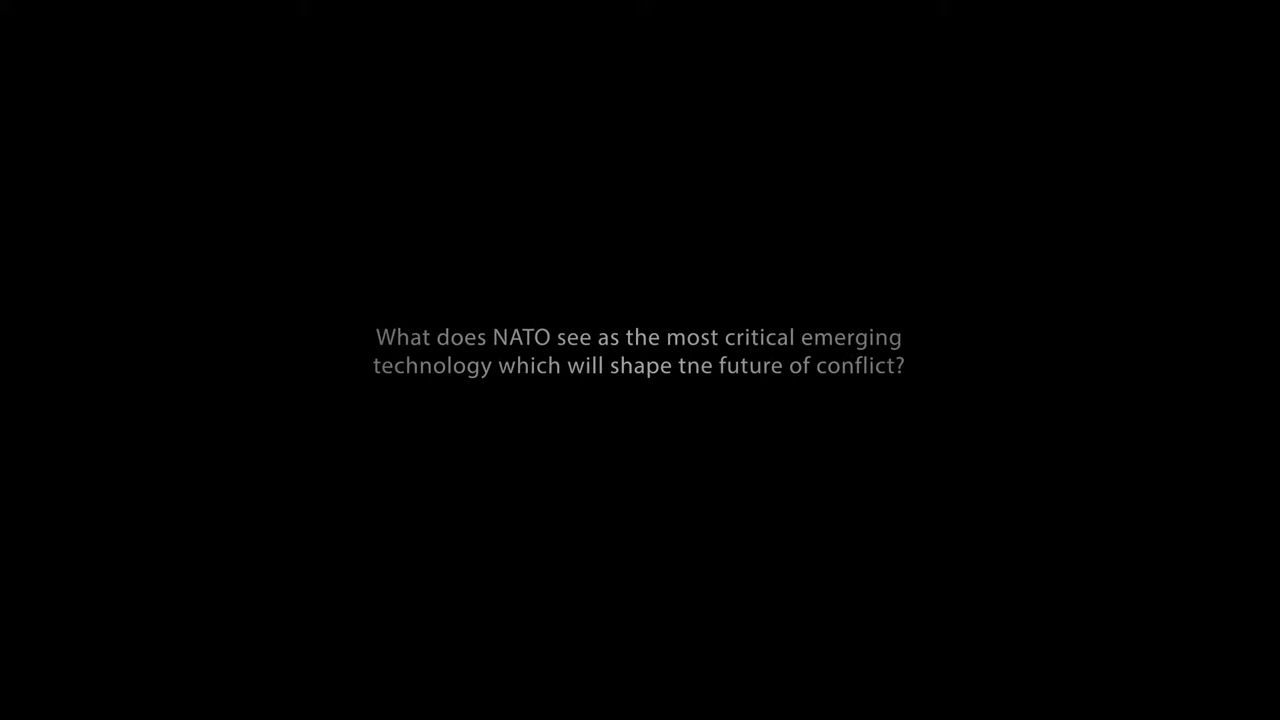 What does NATO see as the most critical emerging
technology which will shape tne future of conflict?